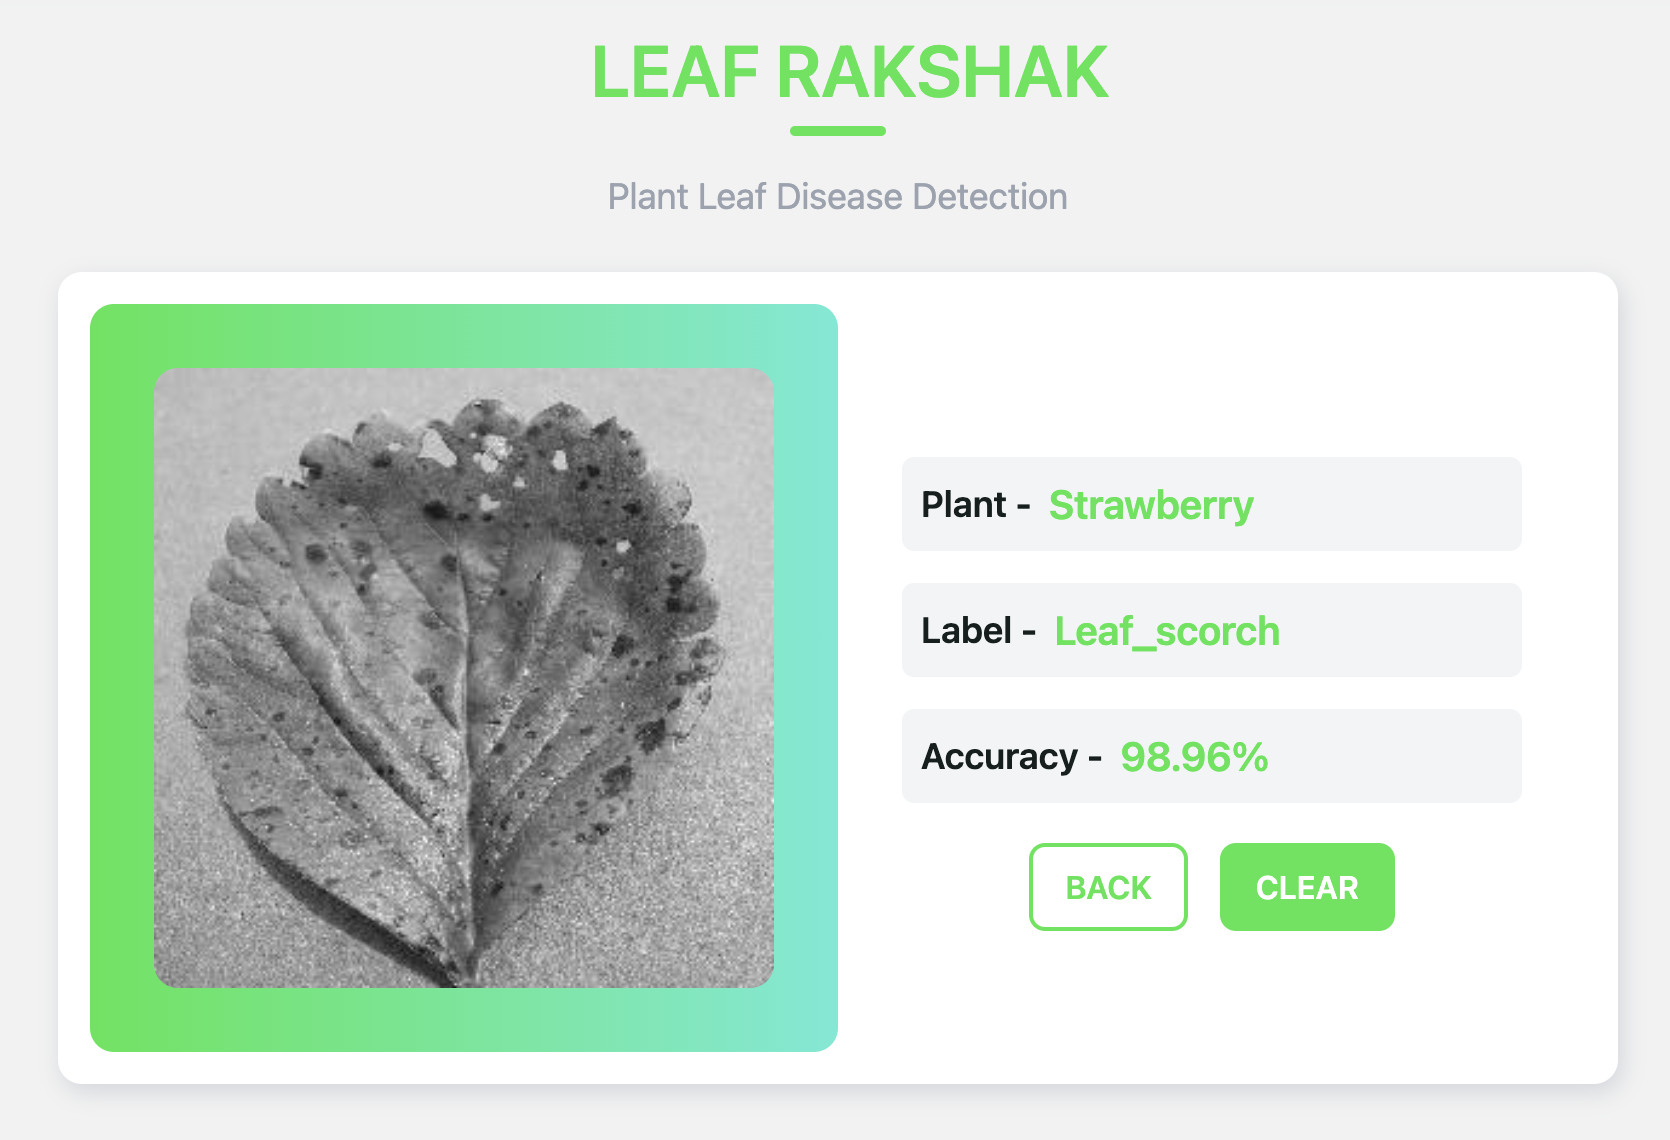 LEAF RAKSHAK
Plant Leaf Disease Detection
Plant - Strawberry
Label - Leaf_scorch
Accuracy - 98.96%
BACK CLEAR